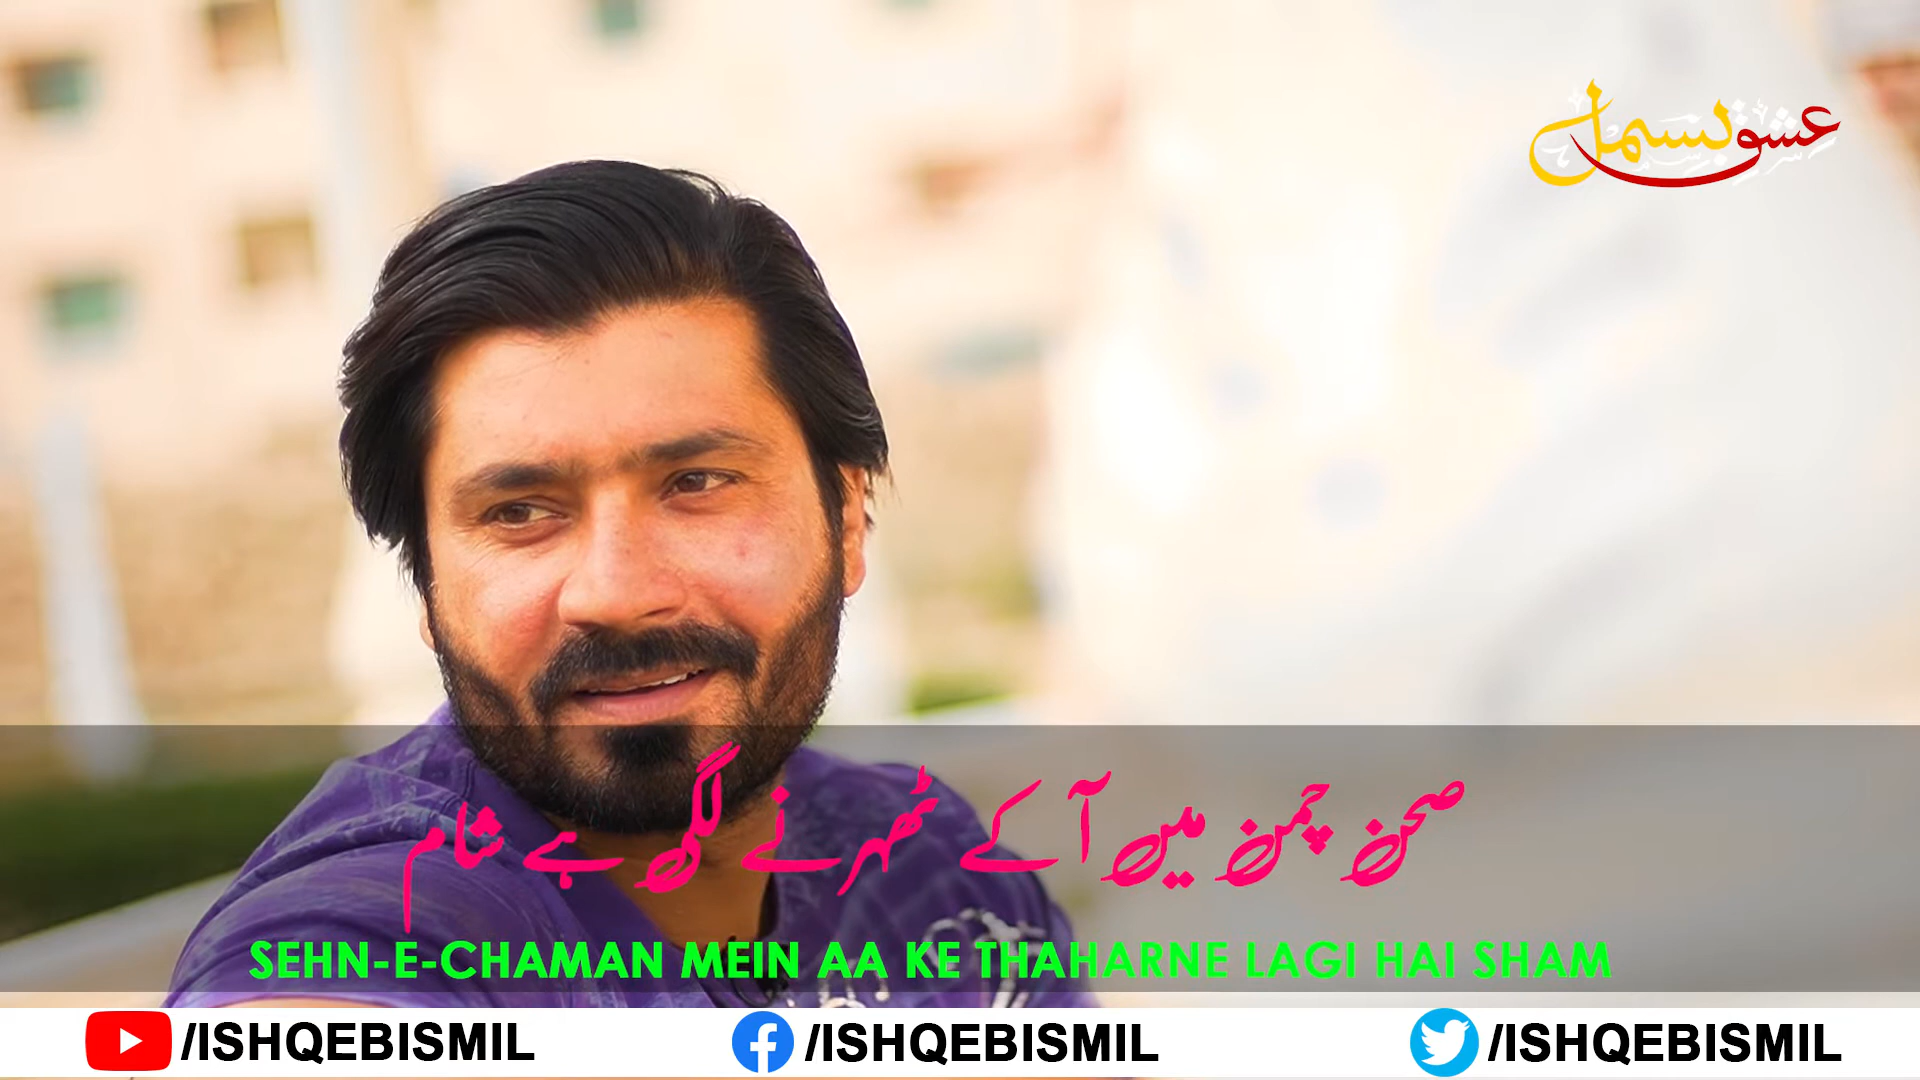 عشق بسمل
صحن چمن میں آ کے ٹھہرنے لگی ہے شام
SEHN-E-CHAMAN MEIN AA KE THAHARNE LAGI HAI SHAM
/ISHQEBISMIL /ISHQEBISMIL /ISHQEBISMIL